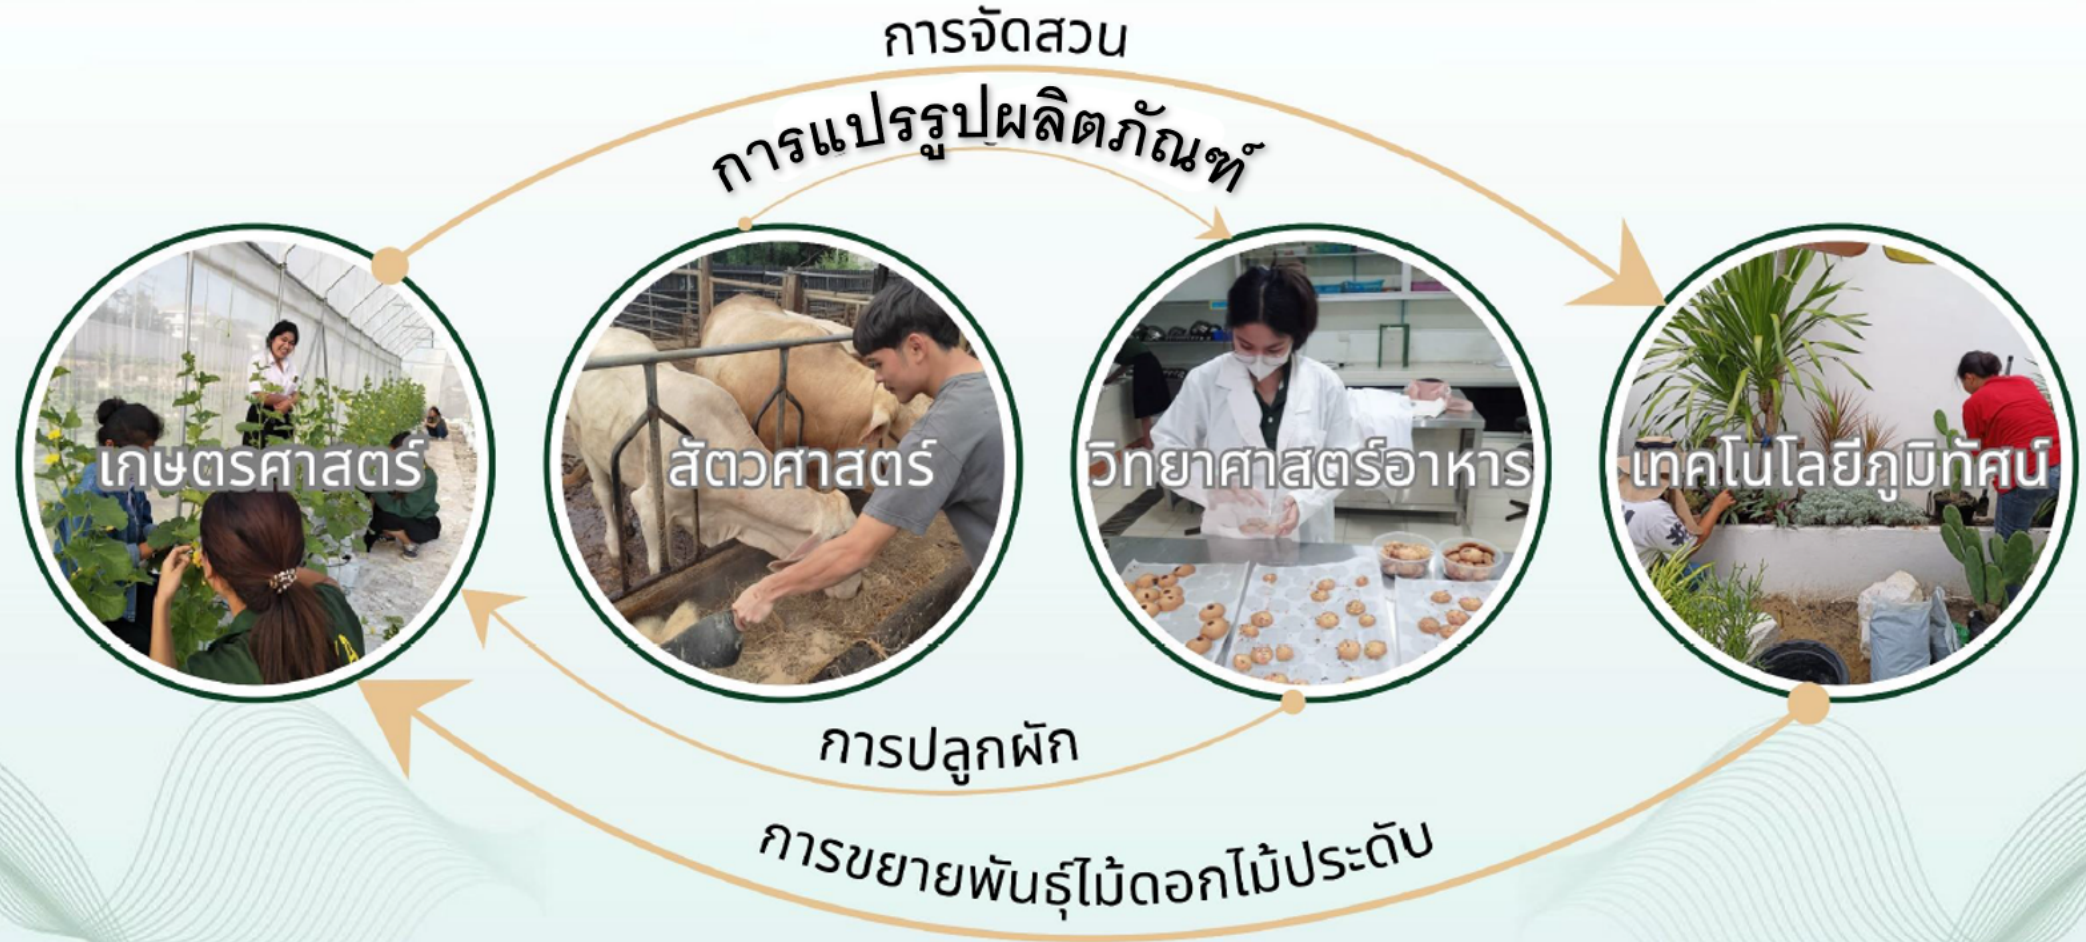 การจัดสวน
การแปรรูปผลิตภัณฑ์
เกษตรศาสตร์
สัตวศาสตร์
วิทยาศาสตร์อาหาร
เทคโนโลยีภูมิทัศน์
การปลูกผัก
การขยายพันธุ์ไม้ดอกไม้ประดับ